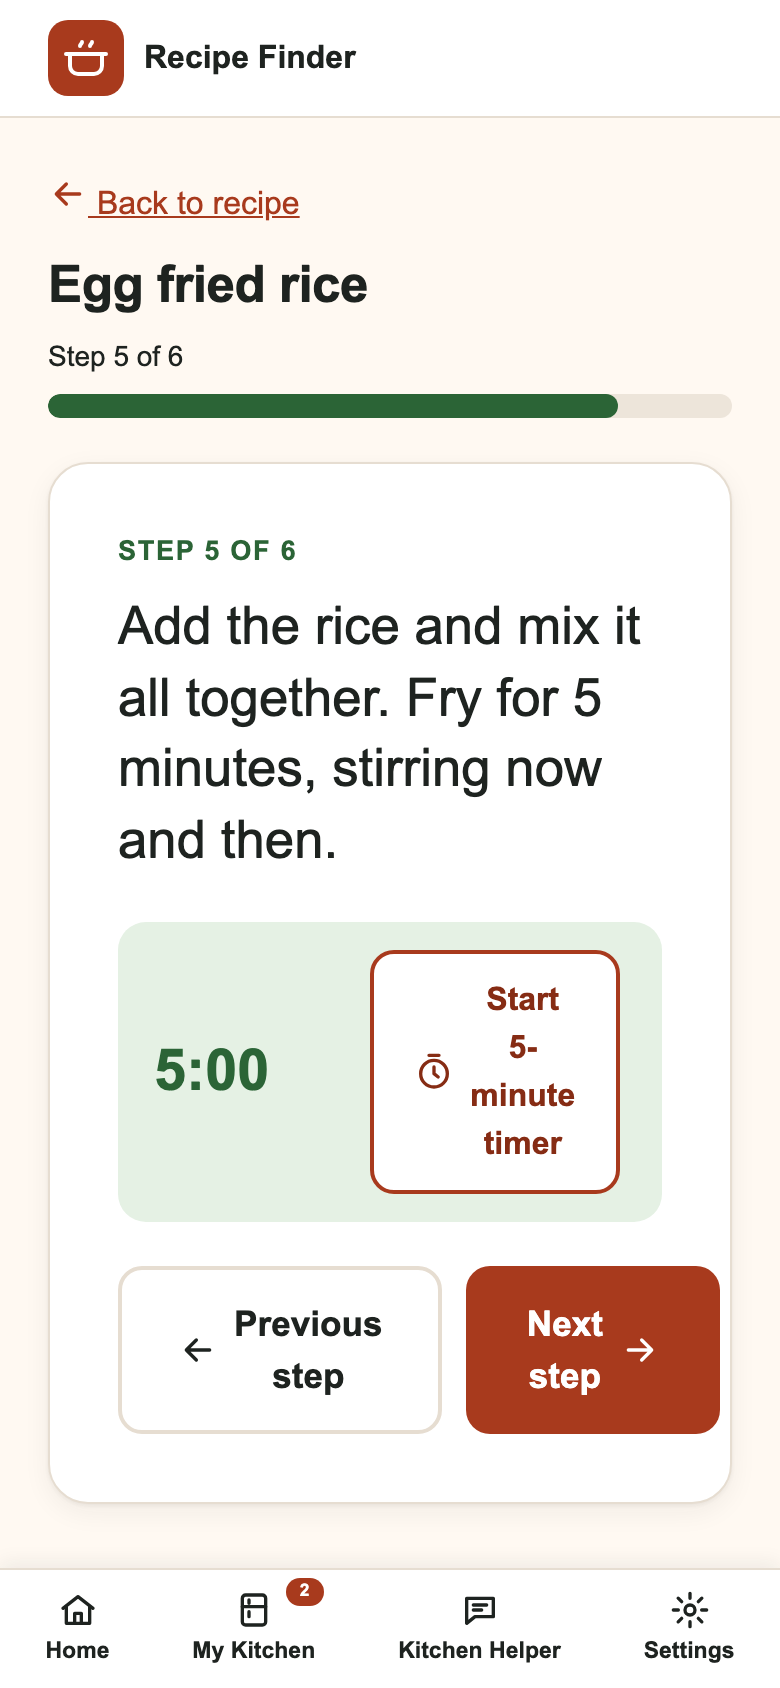 Recipe Finder
Back to recipe
Egg fried rice
Step 5 of 6
STEP 5 OF 6
Add the rice and mix it
all together. Fry for 5
minutes, stirring now
and then.
5:00
Start
5-
minute
timer
Previous
step
Next
step
2
Home
My Kitchen
Kitchen Helper
Settings